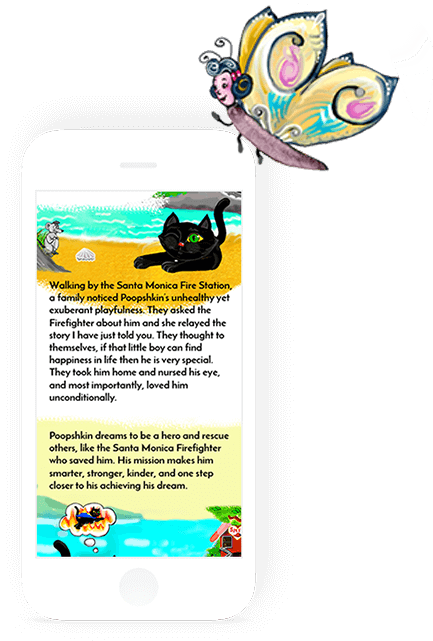 Walking by the Santa Monica Fire Station,
a family noticed Poopshkin's unhealthy yet
exuberant playfulness. They asked the
Firefighter about him and she relayed the
story I have just told you. They thought to
themselves, if that little boy can find
happiness in life then he is very special.
They took him home and nursed his eye,
and most importantly, loved him
unconditionally.
Poopshkin dreams to be a hero and rescue
others, like the Santa Monica Firefighter
who saved him. His mission makes him
smarter, stronger, kinder, and one step
closer to his achieving his dream.